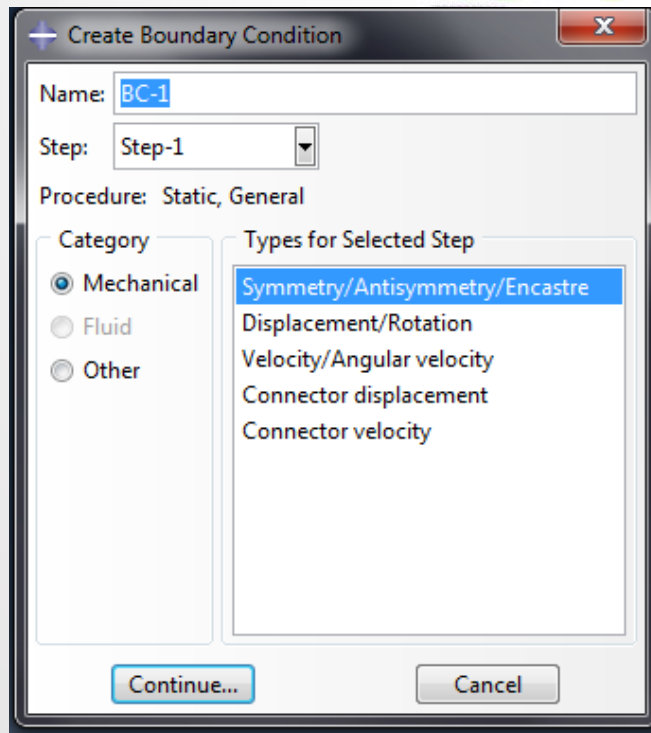 Create Boundary Condition
Name: BC-1
Step: Step-1
Procedure: Static, General
Category
Mechanical
Fluid
Other
Types for Selected Step
Symmetry/Antisymmetry/Encastre
Displacement/Rotation
Velocity/Angular velocity
Connector displacement
Connector velocity
Continue...
Cancel